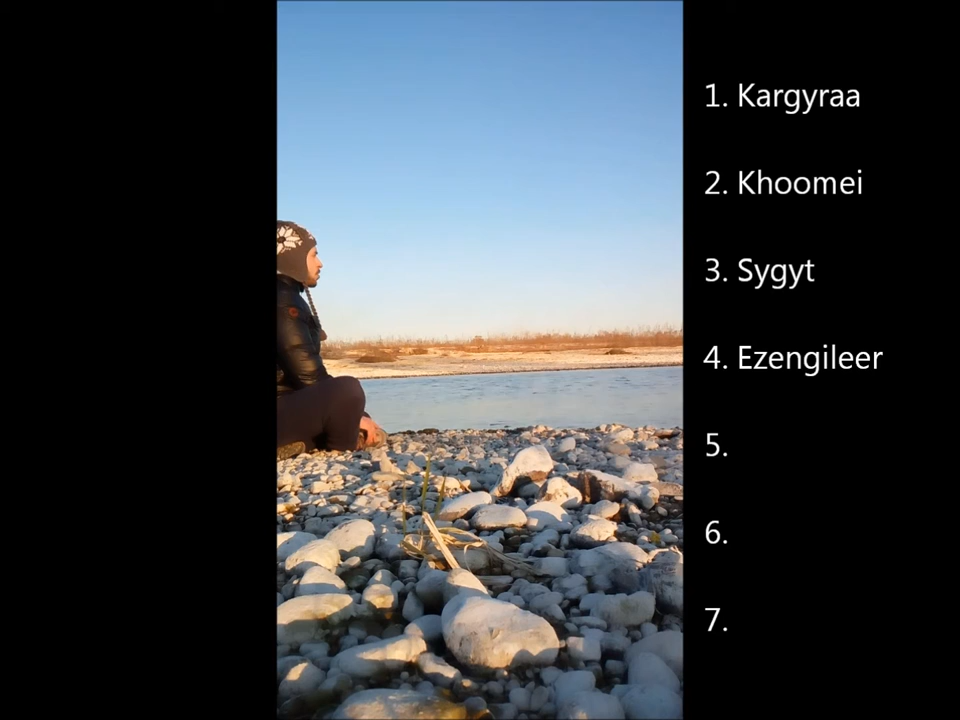 1. Kargyraa
2. Khoomei
3. Sygyt
4. Ezengileer
5.
6.
7.